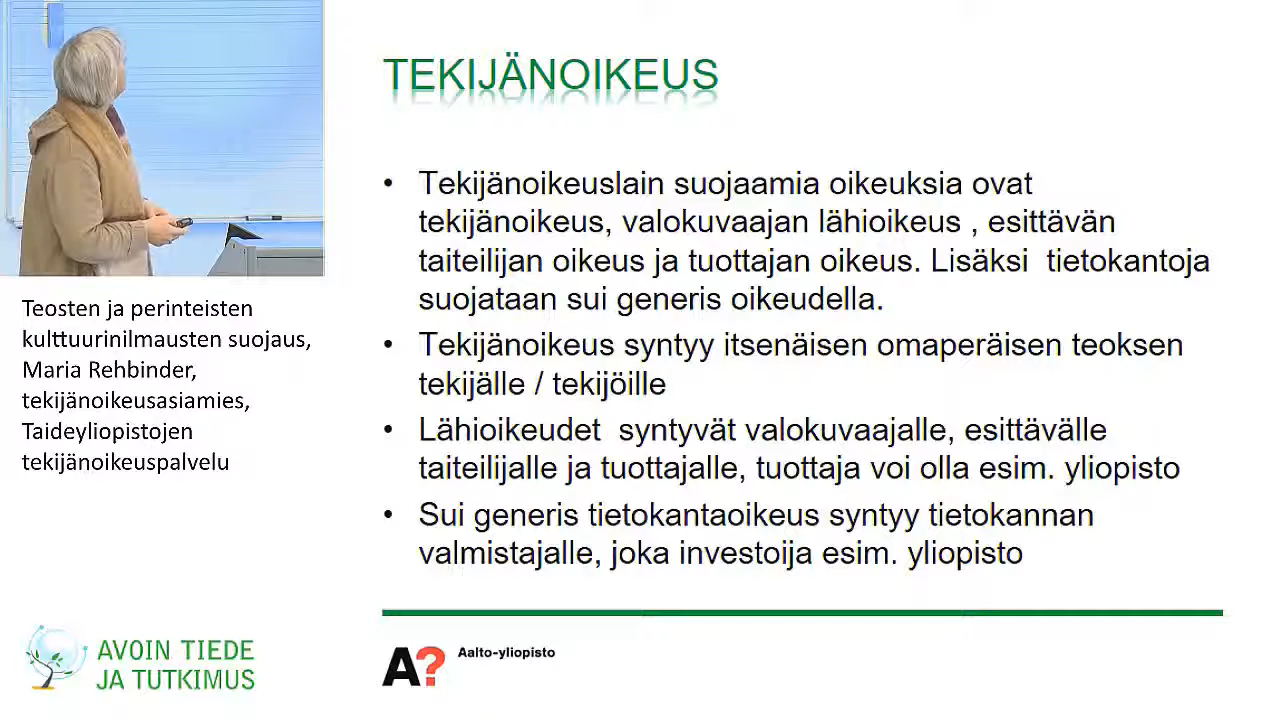 TEKIJÄNOIKEUS
• Tekijänoikeuslain suojaamia oikeuksia ovat
tekijänoikeus, valokuvaajan lähioikeus , esittävän
taiteilijan oikeus ja tuottajan oikeus. Lisäksi tietokantoja
suojataan sui generis oikeudella.
• Tekijänoikeus syntyy itsenäisen omaperäisen teoksen
tekijälle / tekijöille
• Lähioikeudet syntyvät valokuvaajalle, esittävälle
taiteilijalle ja tuottajalle, tuottaja voi olla esim. yliopisto
• Sui generis tietokantaoikeus syntyy tietokannan
valmistajalle, joka investoija esim. yliopisto
Teosten ja perinteisten
kulttuurinilmausten suojaus,
Maria Rehbinder,
tekijänoikeusasiamies,
Taideyliopistojen
tekijänoikeuspalvelu
AVOIN TIEDE
JA TUTKIMUS
A?
Aalto-yliopisto